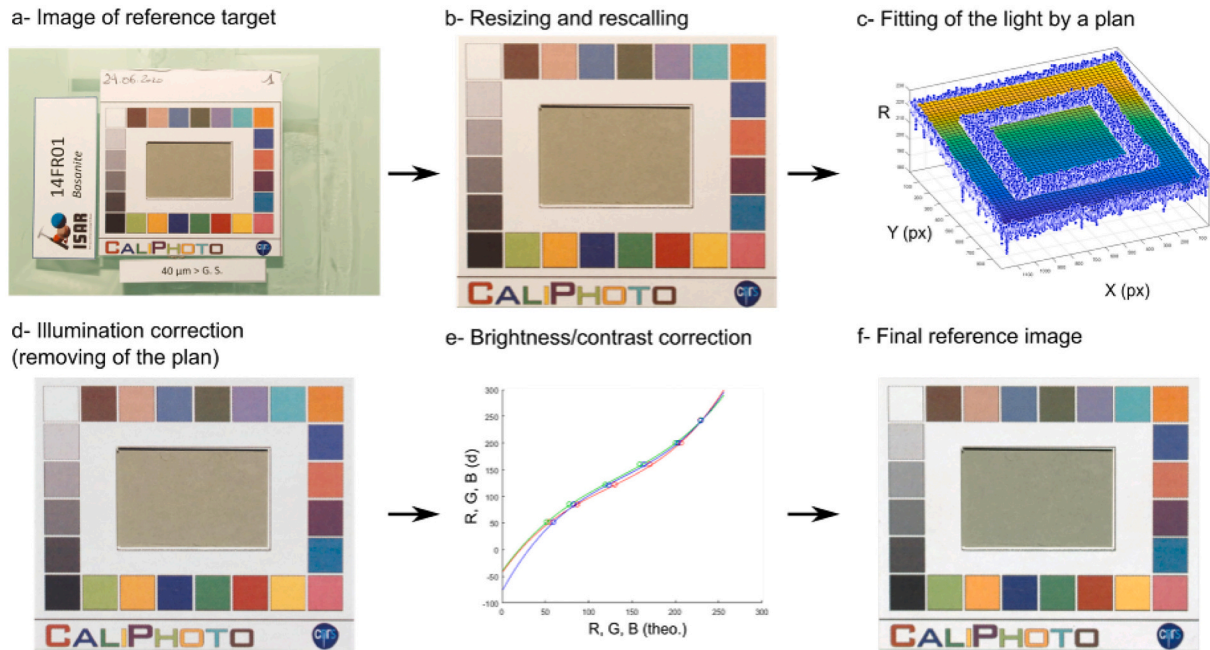 a- Image of reference target
b- Resizing and rescalling
c- Fitting of the light by a plan
24.06.2020
1
14FR01
Basanite
ISAR
CALIPHOTO
40 µm > G. S.
CALIPHOTO
cnrs
R
Y (px)
X (px)
d- Illumination correction
(removing of the plan)
e- Brightness/contrast correction
f- Final reference image
CALIPHOTO
cnrs
R, G, B (d)
300
250
200
150
100
50
0
-50
-100
0
50
100
150
200
250
300
R, G, B (theo.)
CALIPHOTO
cnrs